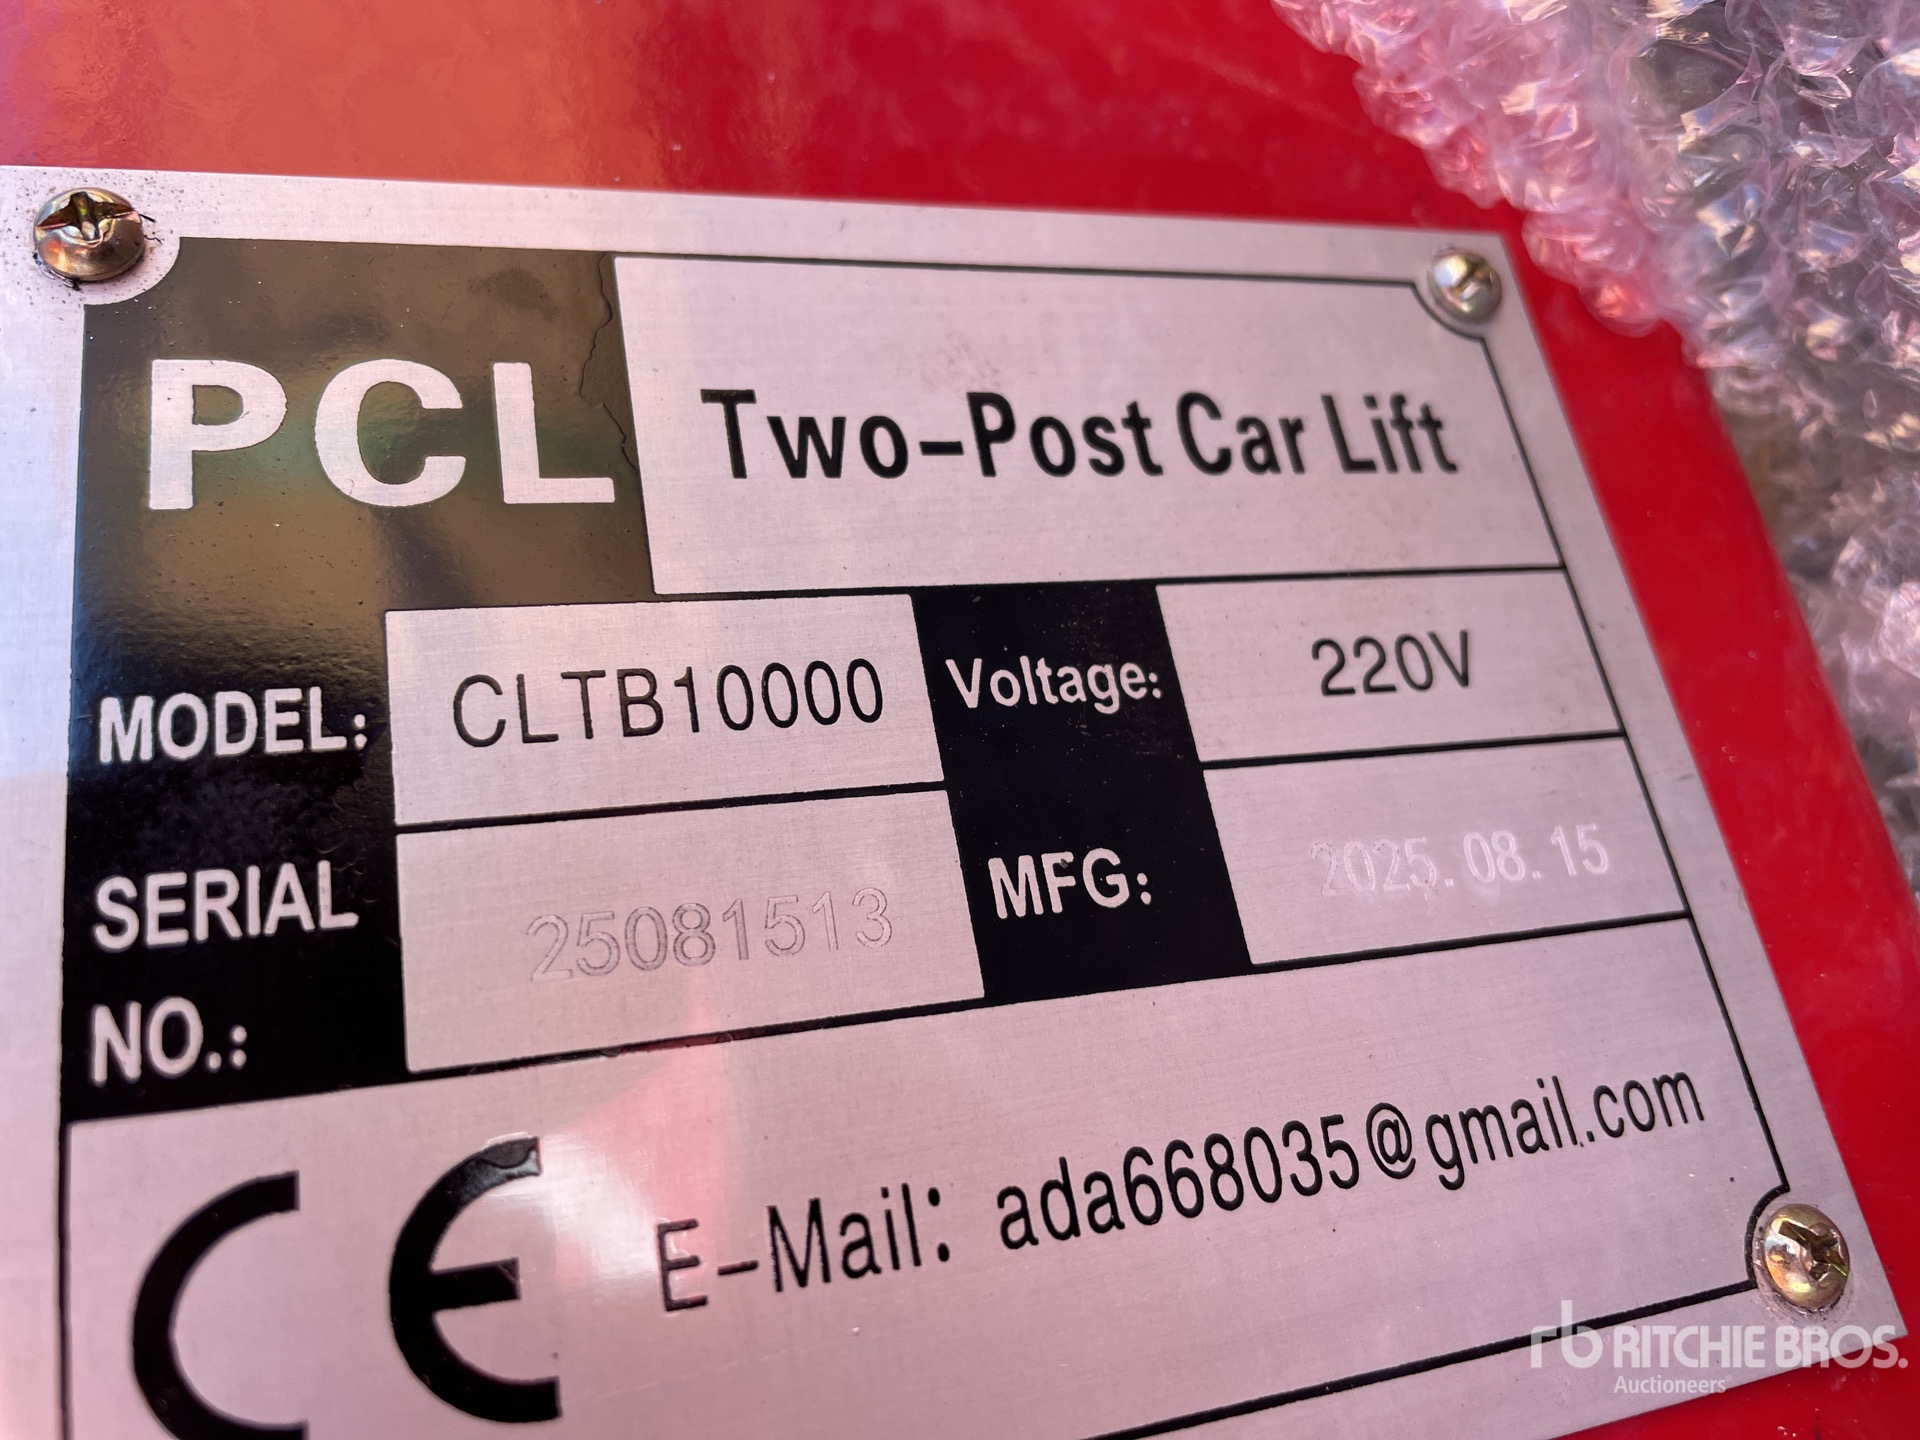 PCL
Two-Post Car Lift
MODEL: CLTB10000 Voltage: 220V
SERIAL NO.: 25081513 MFG: 2025.08.15
CE E-Mail: ada668035@gmail.com
rb RITCHIE BROS.
Auctioneers